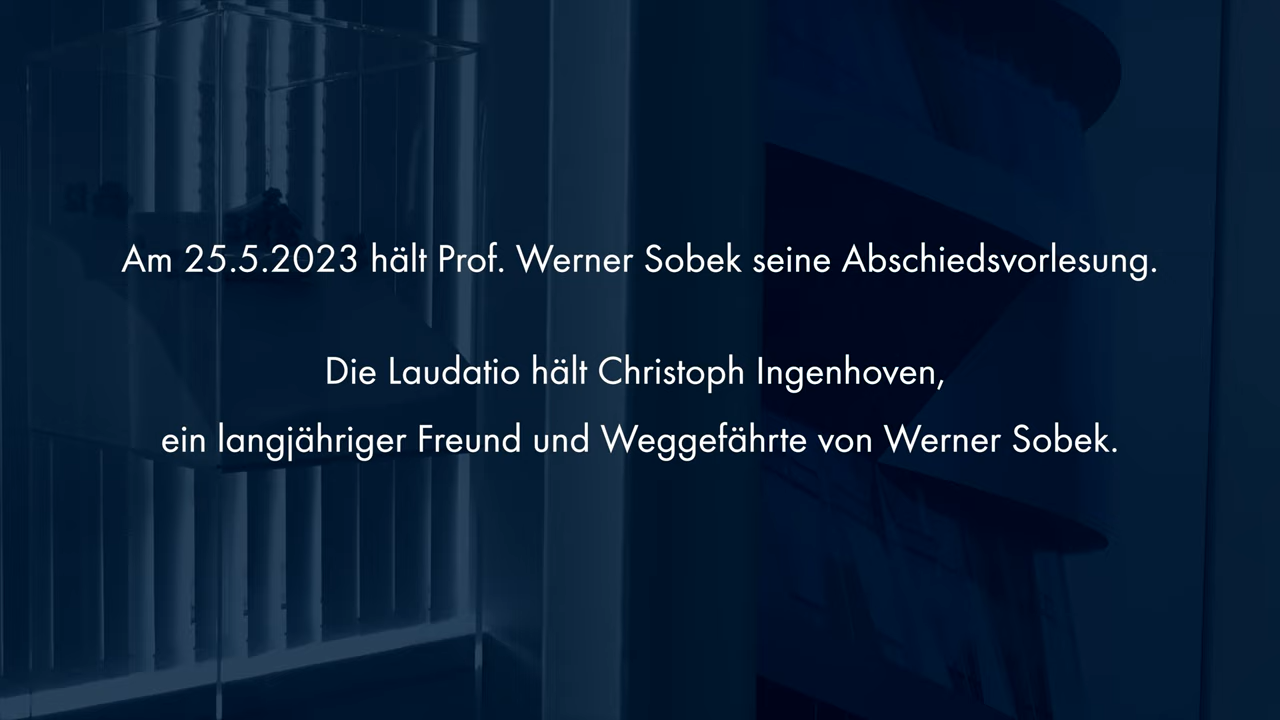 Am 25.5.2023 hält Prof. Werner Sobek seine Abschiedsvorlesung.
Die Laudatio hält Christoph Ingenhoven,
ein langjähriger Freund und Weggefährte von Werner Sobek.